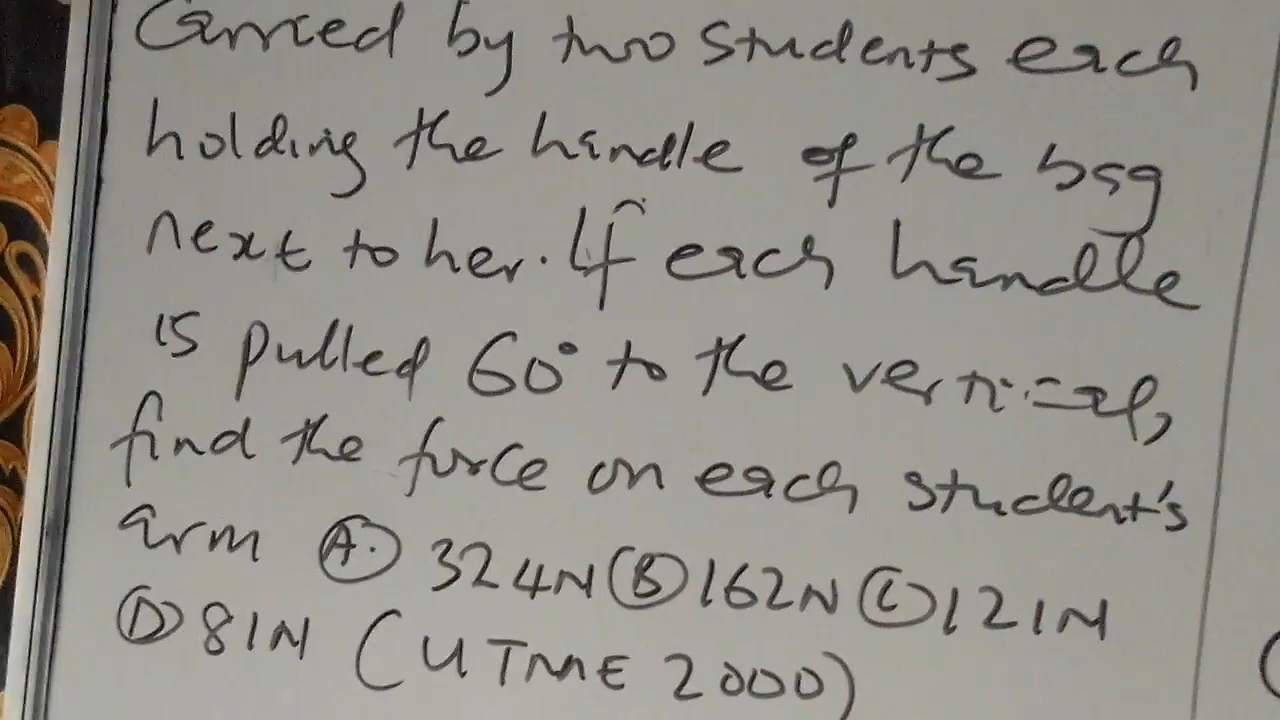 Carried by two students each
holding the handle of the bag
next to her. If each handle
is pulled 60° to the vertical,
find the force on each student's
arm (A.) 324N (B) 162N (C) 121N
(D) 81N (UTME 2000)